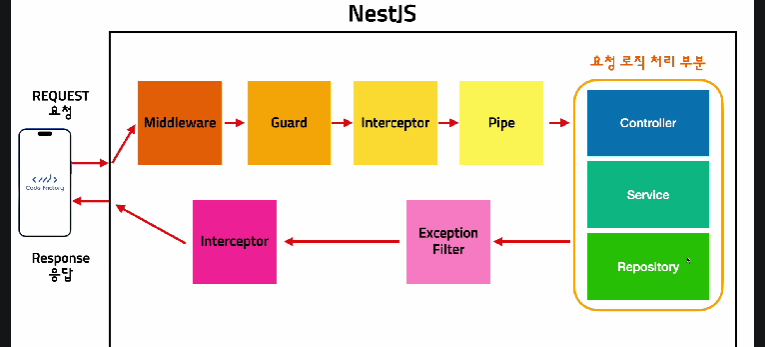 NestJS
요청 로직 처리 부분
REQUEST
요청
Middleware
Guard
Interceptor
Pipe
Controller
Service
Repository
</>
Code Factory
Interceptor
Exception
Filter
Response
응답